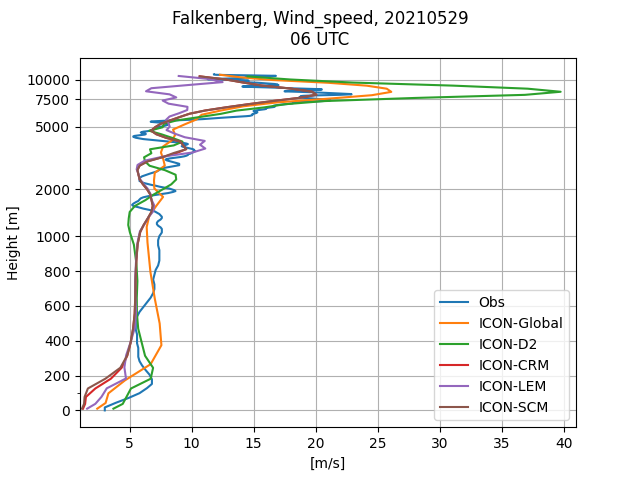 Falkenberg, Wind_speed, 20210529
06 UTC
Height [m]
10000
7500
5000
2000
1000
800
600
400
200
0
Obs
ICON-Global
ICON-D2
ICON-CRM
ICON-LEM
ICON-SCM
5 10 15 20 25 30 35 40
[m/s]